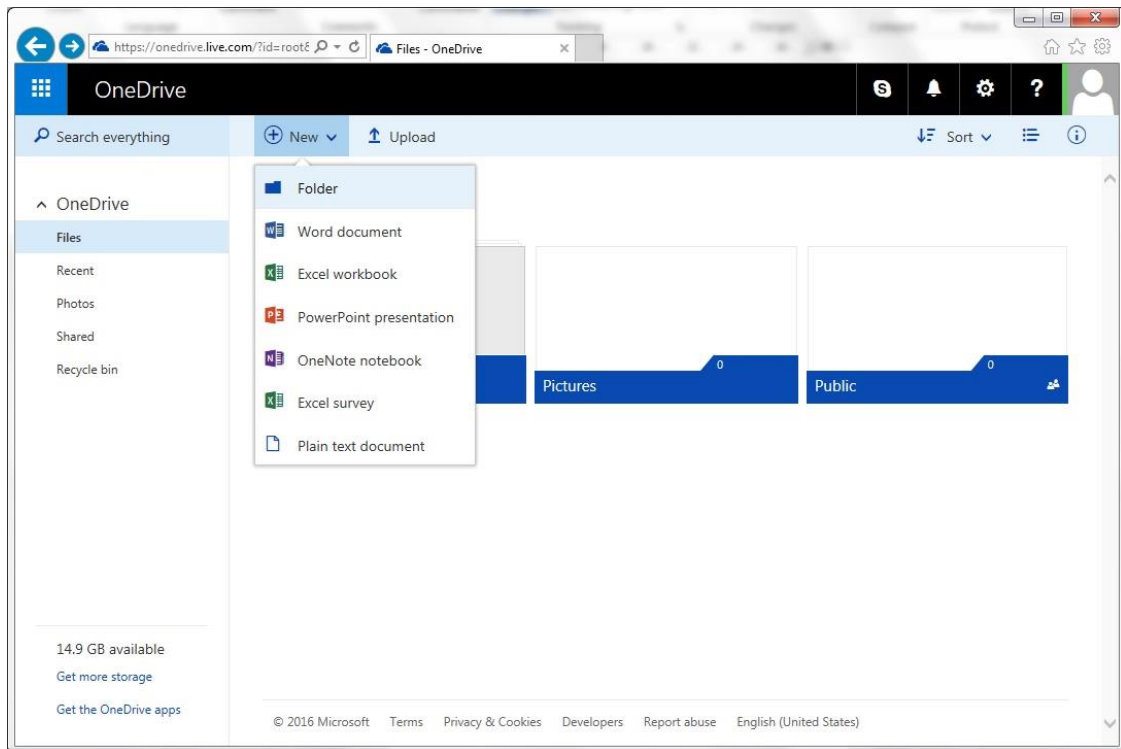 https://onedrive.live.com/?id=root&
Files - OneDrive
OneDrive
Search everything
New
Upload
Sort
OneDrive
Files
Recent
Photos
Shared
Recycle bin
Folder
Word document
Excel workbook
PowerPoint presentation
OneNote notebook
Excel survey
Plain text document
0
Pictures
0
Public
14.9 GB available
Get more storage
Get the OneDrive apps
© 2016 Microsoft Terms Privacy & Cookies Developers Report abuse English (United States)